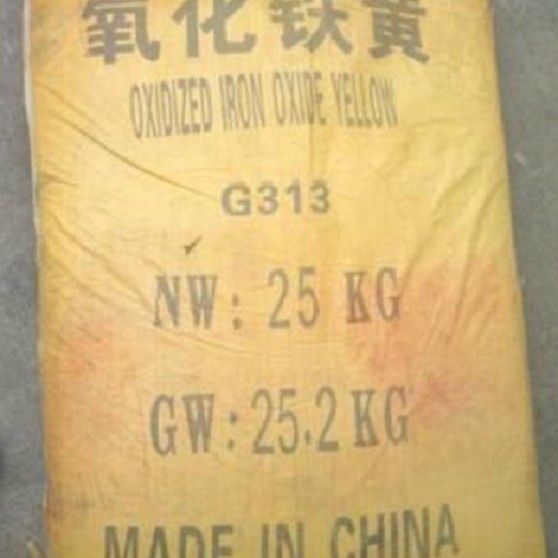 氧化铁黄
OXIDIZED IRON OXIDE YELLOW
G313
NW: 25 KG
GW: 25.2 KG
MADE IN CHINA